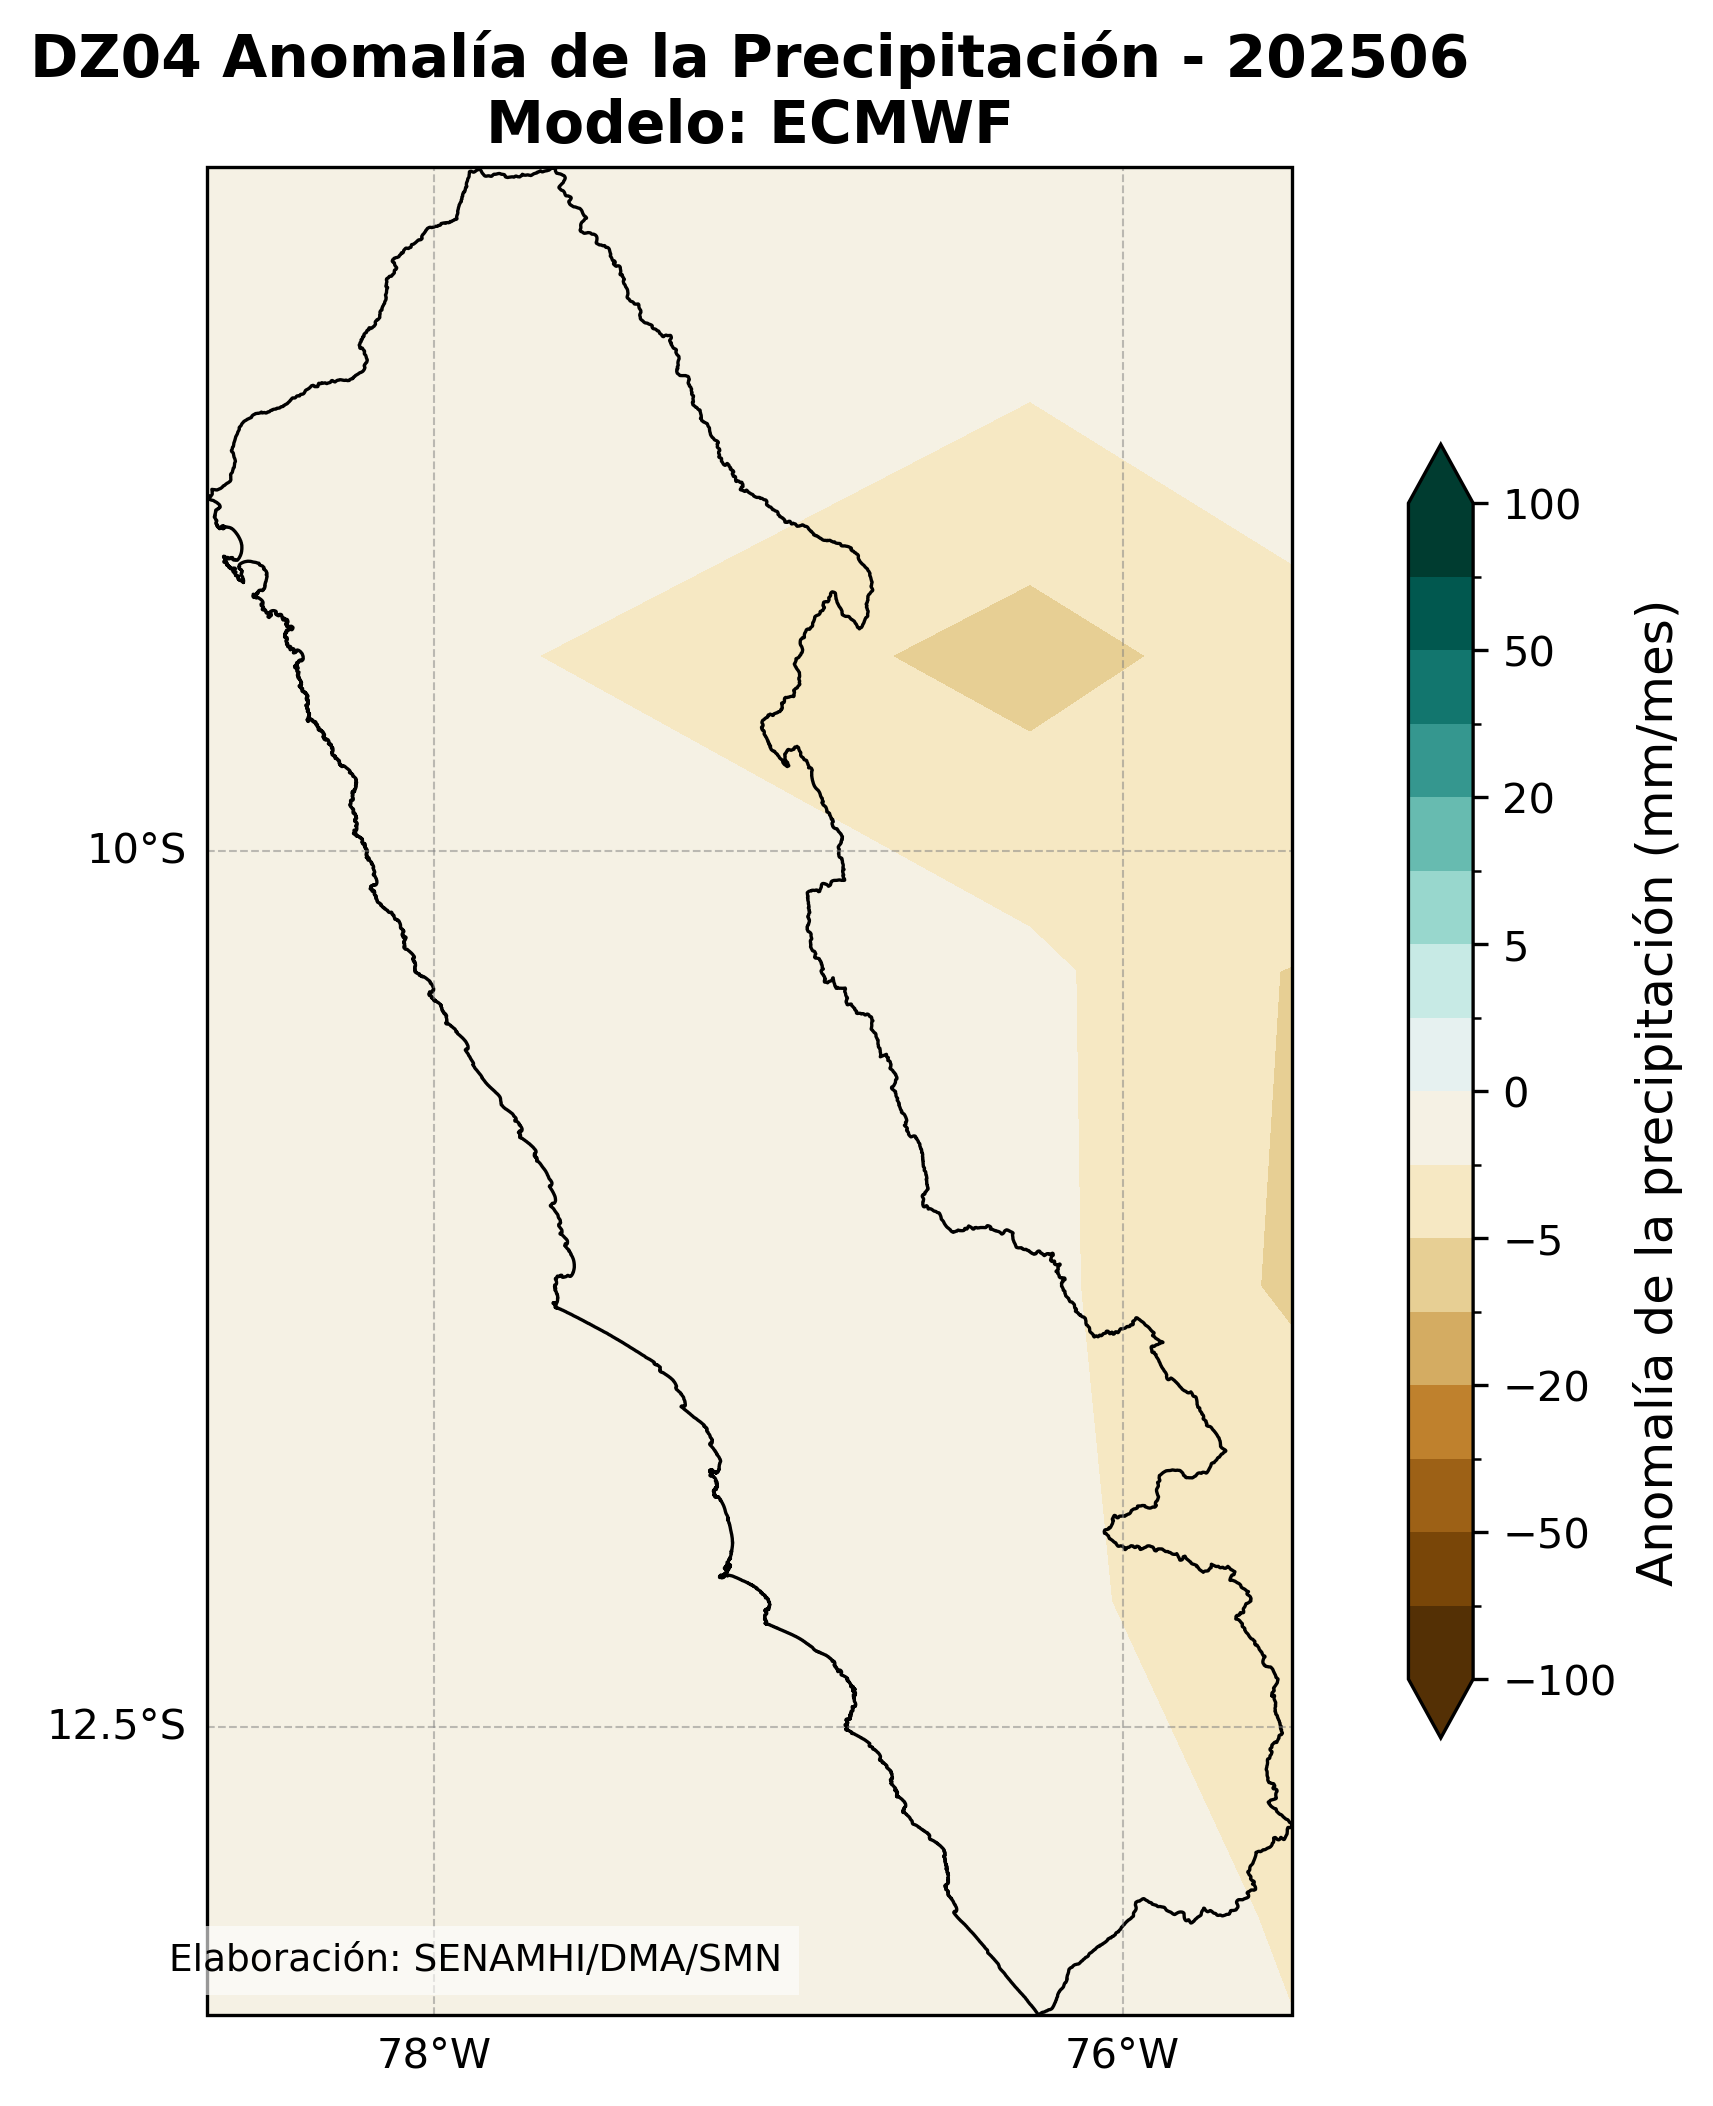 DZ04 Anomalía de la Precipitación - 202506
Modelo: ECMWF
10°S
12.5°S
78°W
76°W
Elaboración: SENAMHI/DMA/SMN
100
50
20
5
0
−5
−20
−50
−100
Anomalía de la precipitación (mm/mes)